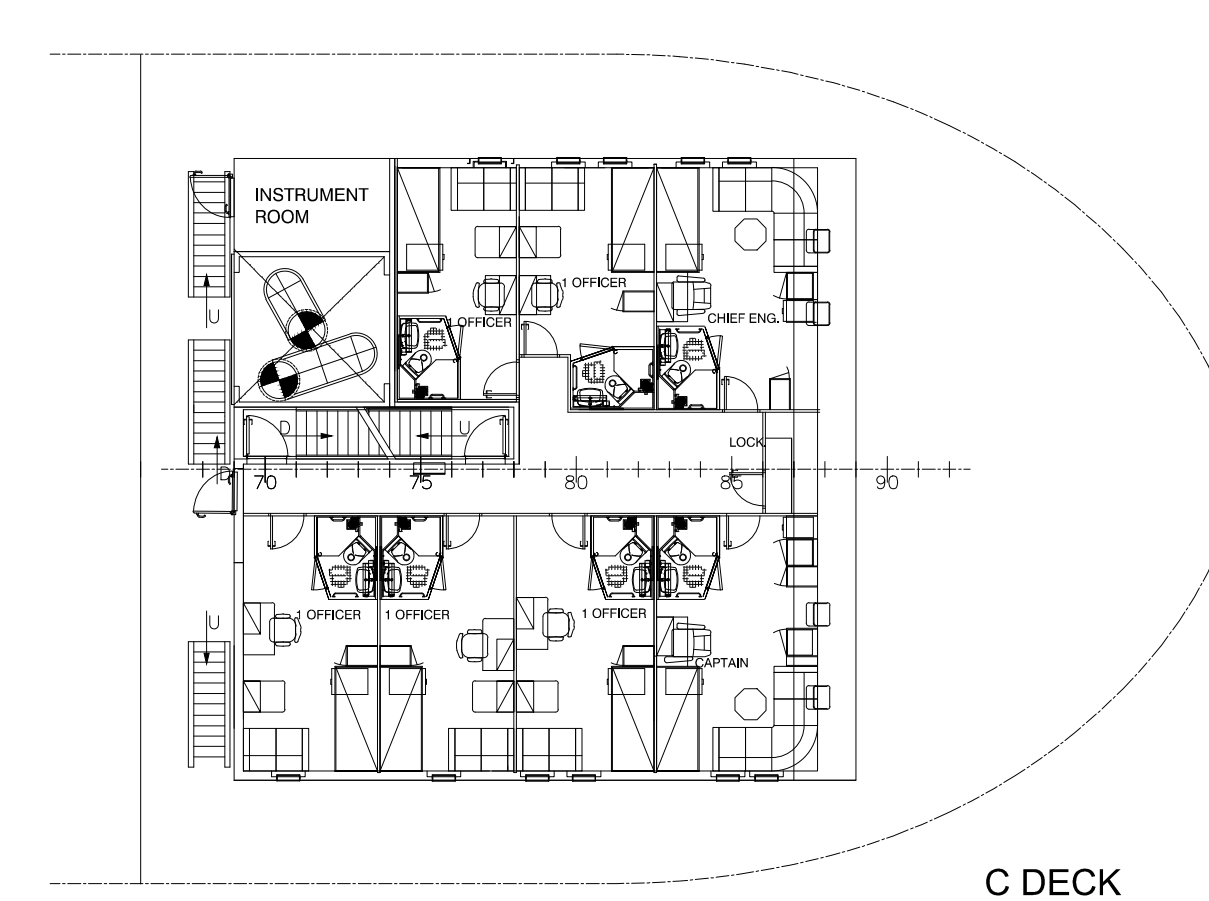 INSTRUMENT
ROOM
1 OFFICER
U
1 OFFICER
CHIEF ENG.
D
U
LOCK.
D
70
75
80
85
90
1 OFFICER
1 OFFICER
1 OFFICER
U
CAPTAIN
C DECK